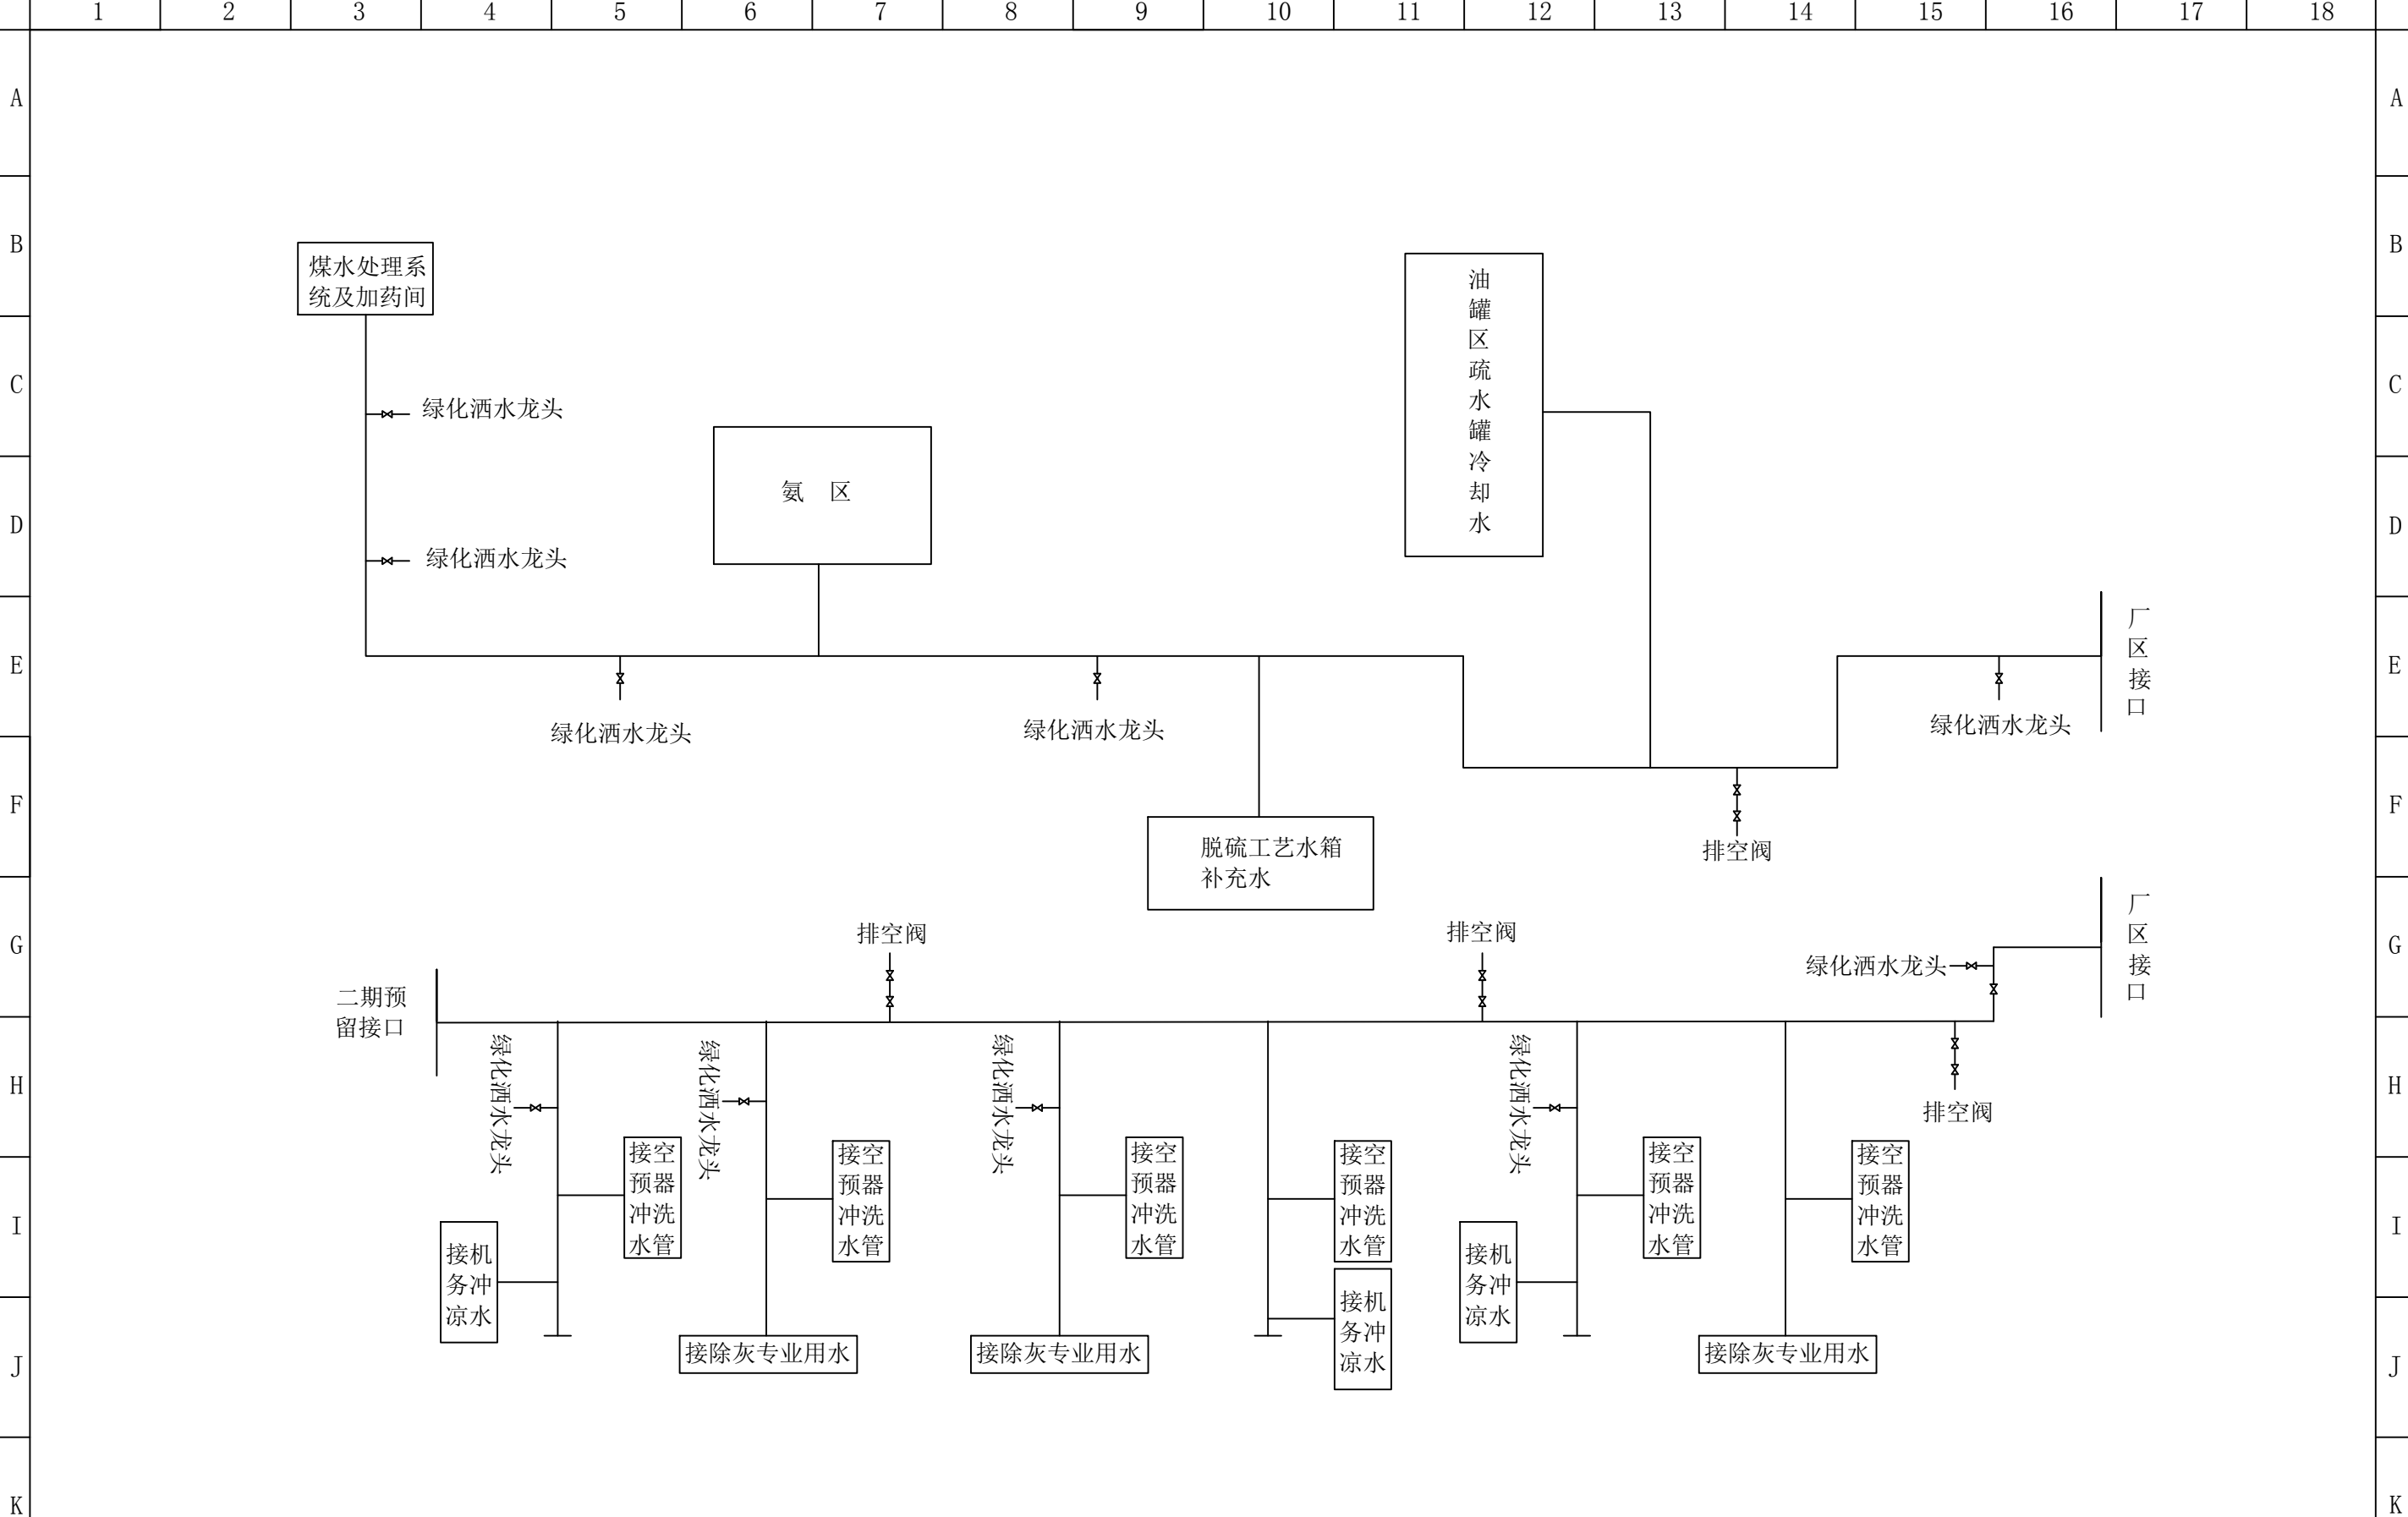 1 2 3 4 5 6 7 8 9 10 11 12 13 14 15 16 17 18
A A
B B
煤水处理系
统及加药间
油罐区疏水罐冷却水
C C
绿化洒水龙头
氨 区
D D
绿化洒水龙头
厂区接口
E E
绿化洒水龙头
绿化洒水龙头
绿化洒水龙头
F F
脱硫工艺水箱
补充水
排空阀
排空阀
排空阀
厂区接口
G G
绿化洒水龙头
二期预
留接口
绿化洒水龙头
绿化洒水龙头
绿化洒水龙头
绿化洒水龙头
H H
排空阀
接空
预器
冲洗
水管
接空
预器
冲洗
水管
接空
预器
冲洗
水管
接空
预器
冲洗
水管
接空
预器
冲洗
水管
接空
预器
冲洗
水管
I I
接机
务冲
凉水
接机
务冲
凉水
接机
务冲
凉水
J J
接除灰专业用水
接除灰专业用水
接除灰专业用水
K K